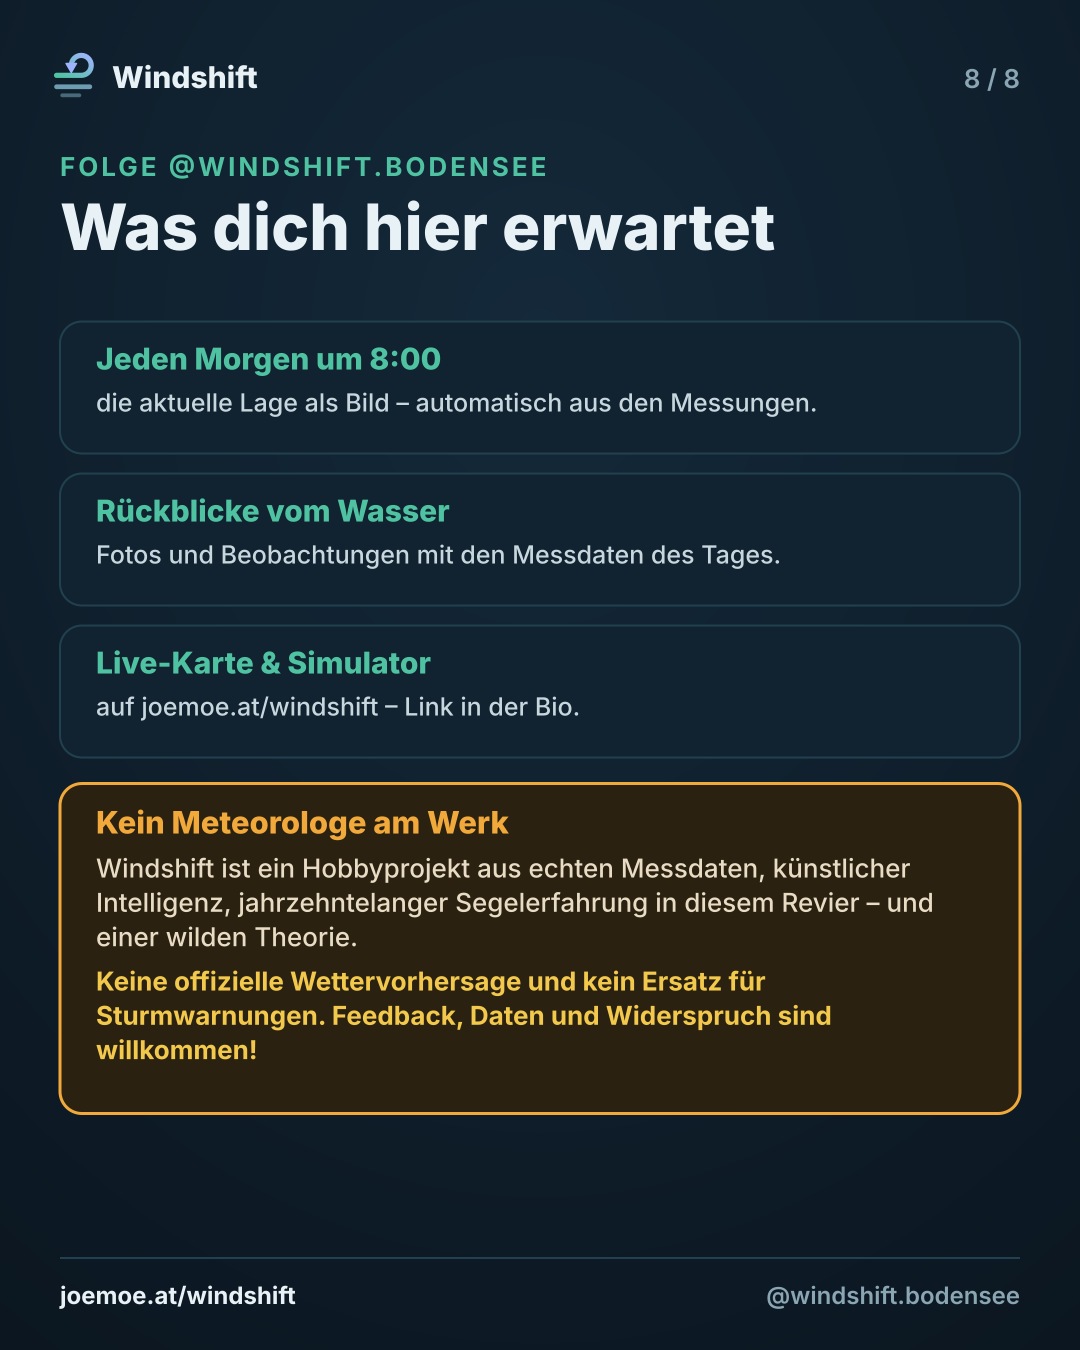 Windshift
8 / 8
FOLGE @WINDSHIFT.BODENSEE
Was dich hier erwartet
Jeden Morgen um 8:00
die aktuelle Lage als Bild – automatisch aus den Messungen.
Rückblicke vom Wasser
Fotos und Beobachtungen mit den Messdaten des Tages.
Live-Karte & Simulator
auf joemoe.at/windshift – Link in der Bio.
Kein Meteorologe am Werk
Windshift ist ein Hobbyprojekt aus echten Messdaten, künstlicher
Intelligenz, jahrzehntelanger Segelerfahrung in diesem Revier – und
einer wilden Theorie.
Keine offizielle Wettervorhersage und kein Ersatz für
Sturmwarnungen. Feedback, Daten und Widerspruch sind
willkommen!
joemoe.at/windshift
@windshift.bodensee